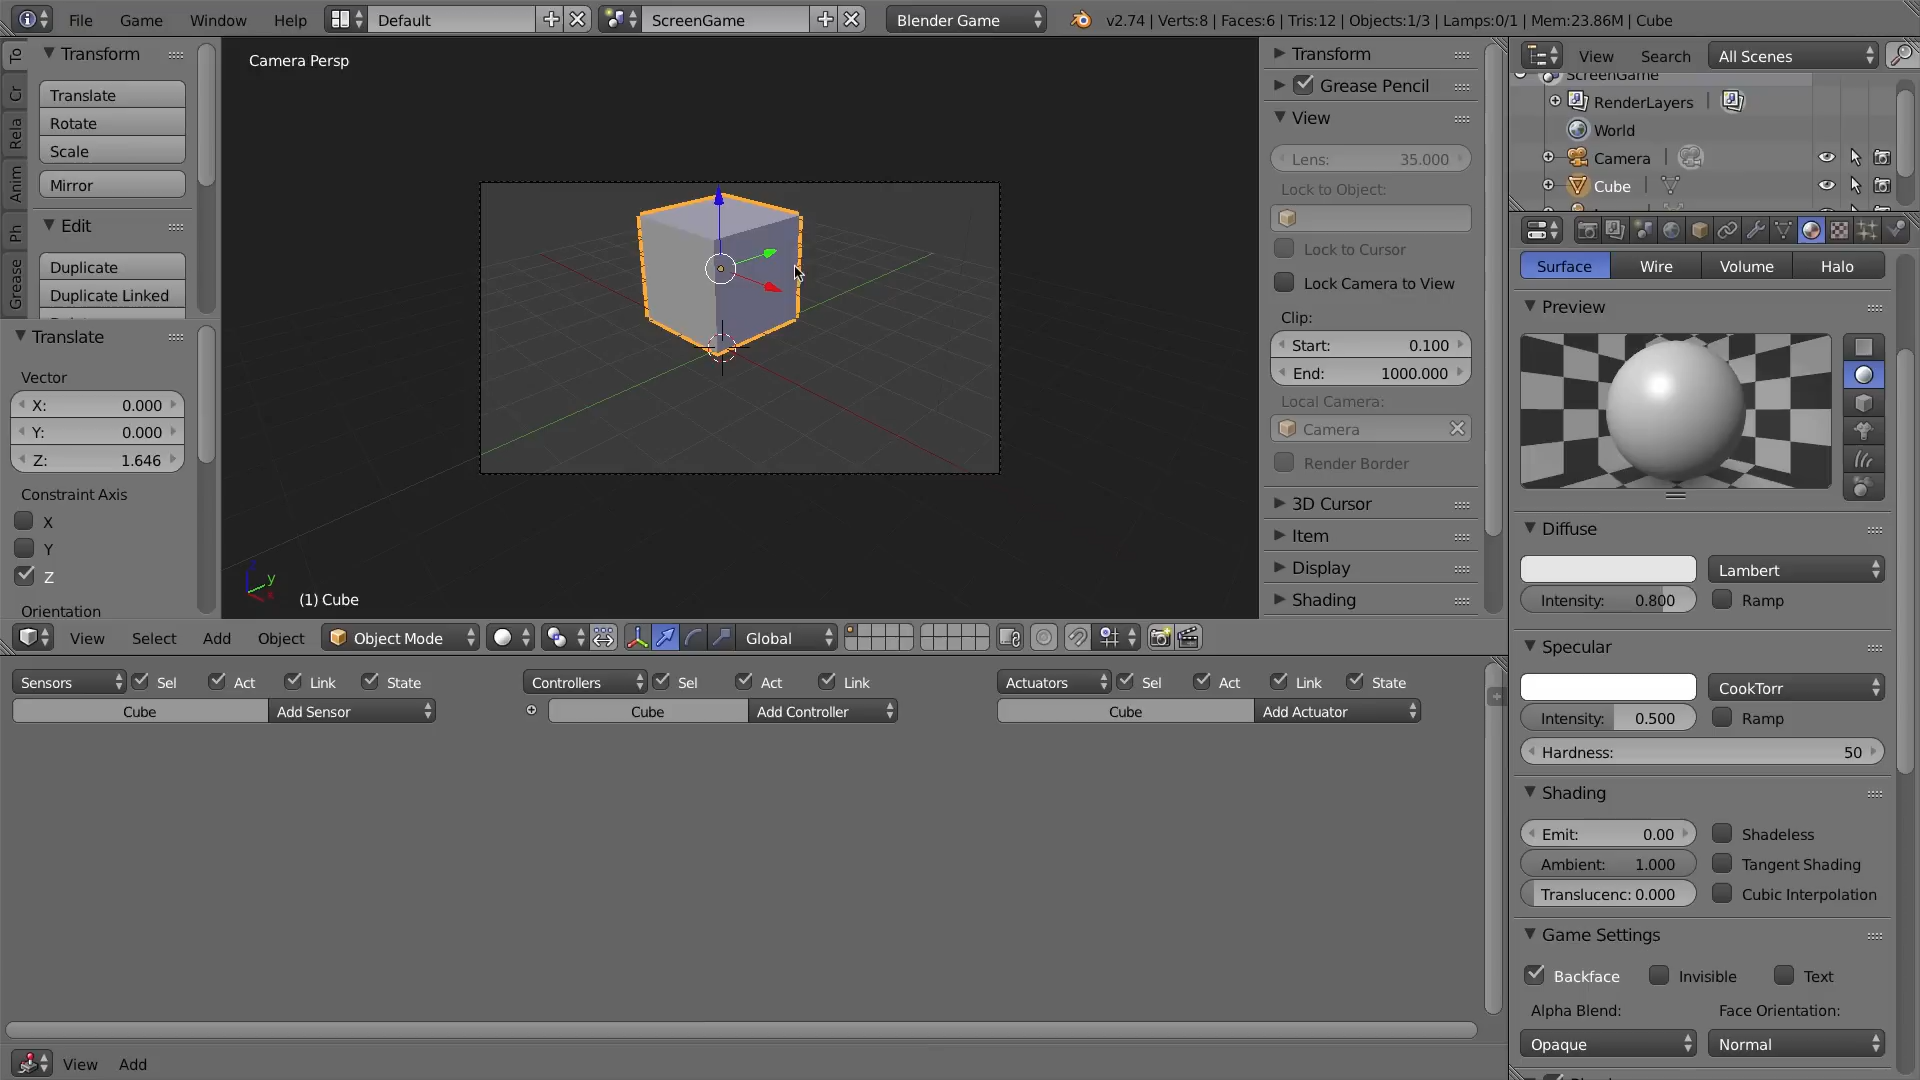 File Game Window Help Default ScreenGame Blender Game v2.74 | Verts:8 | Faces:6 | Tris:12 | Objects:1/3 | Lamps:0/1 | Mem:23.86M | Cube
To
Cr
Rela
Anim
Ph
Grease
Transform
Translate
Rotate
Scale
Mirror
Edit
Duplicate
Duplicate Linked
Translate
Vector
X: 0.000
Y: 0.000
Z: 1.646
Constraint Axis
X
Y
Z
Orientation
Camera Persp
y
(1) Cube
Transform
Grease Pencil
View
Lens: 35.000
Lock to Object:
Lock to Cursor
Lock Camera to View
Clip:
Start: 0.100
End: 1000.000
Local Camera:
Camera
Render Border
3D Cursor
Item
Display
Shading
View Select Add Object Object Mode Global
Sensors Sel Act Link State Controllers Sel Act Link Actuators Sel Act Link State
Cube Add Sensor Cube Add Controller Cube Add Actuator
View Add
View Search All Scenes
ScreenGame
RenderLayers
World
Camera
Cube
Surface Wire Volume Halo
Preview
Diffuse
Lambert
Intensity: 0.800 Ramp
Specular
CookTorr
Intensity: 0.500 Ramp
Hardness: 50
Shading
Emit: 0.00 Shadeless
Ambient: 1.000 Tangent Shading
Translucenc: 0.000 Cubic Interpolation
Game Settings
Backface Invisible Text
Alpha Blend: Face Orientation:
Opaque Normal